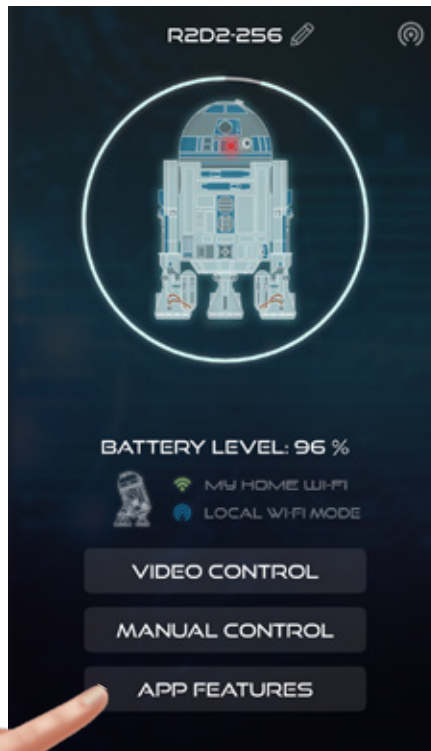 R2D2-256
BATTERY LEVEL: 96 %
MY HOME WI-FI
LOCAL WI-FI MODE
VIDEO CONTROL
MANUAL CONTROL
APP FEATURES